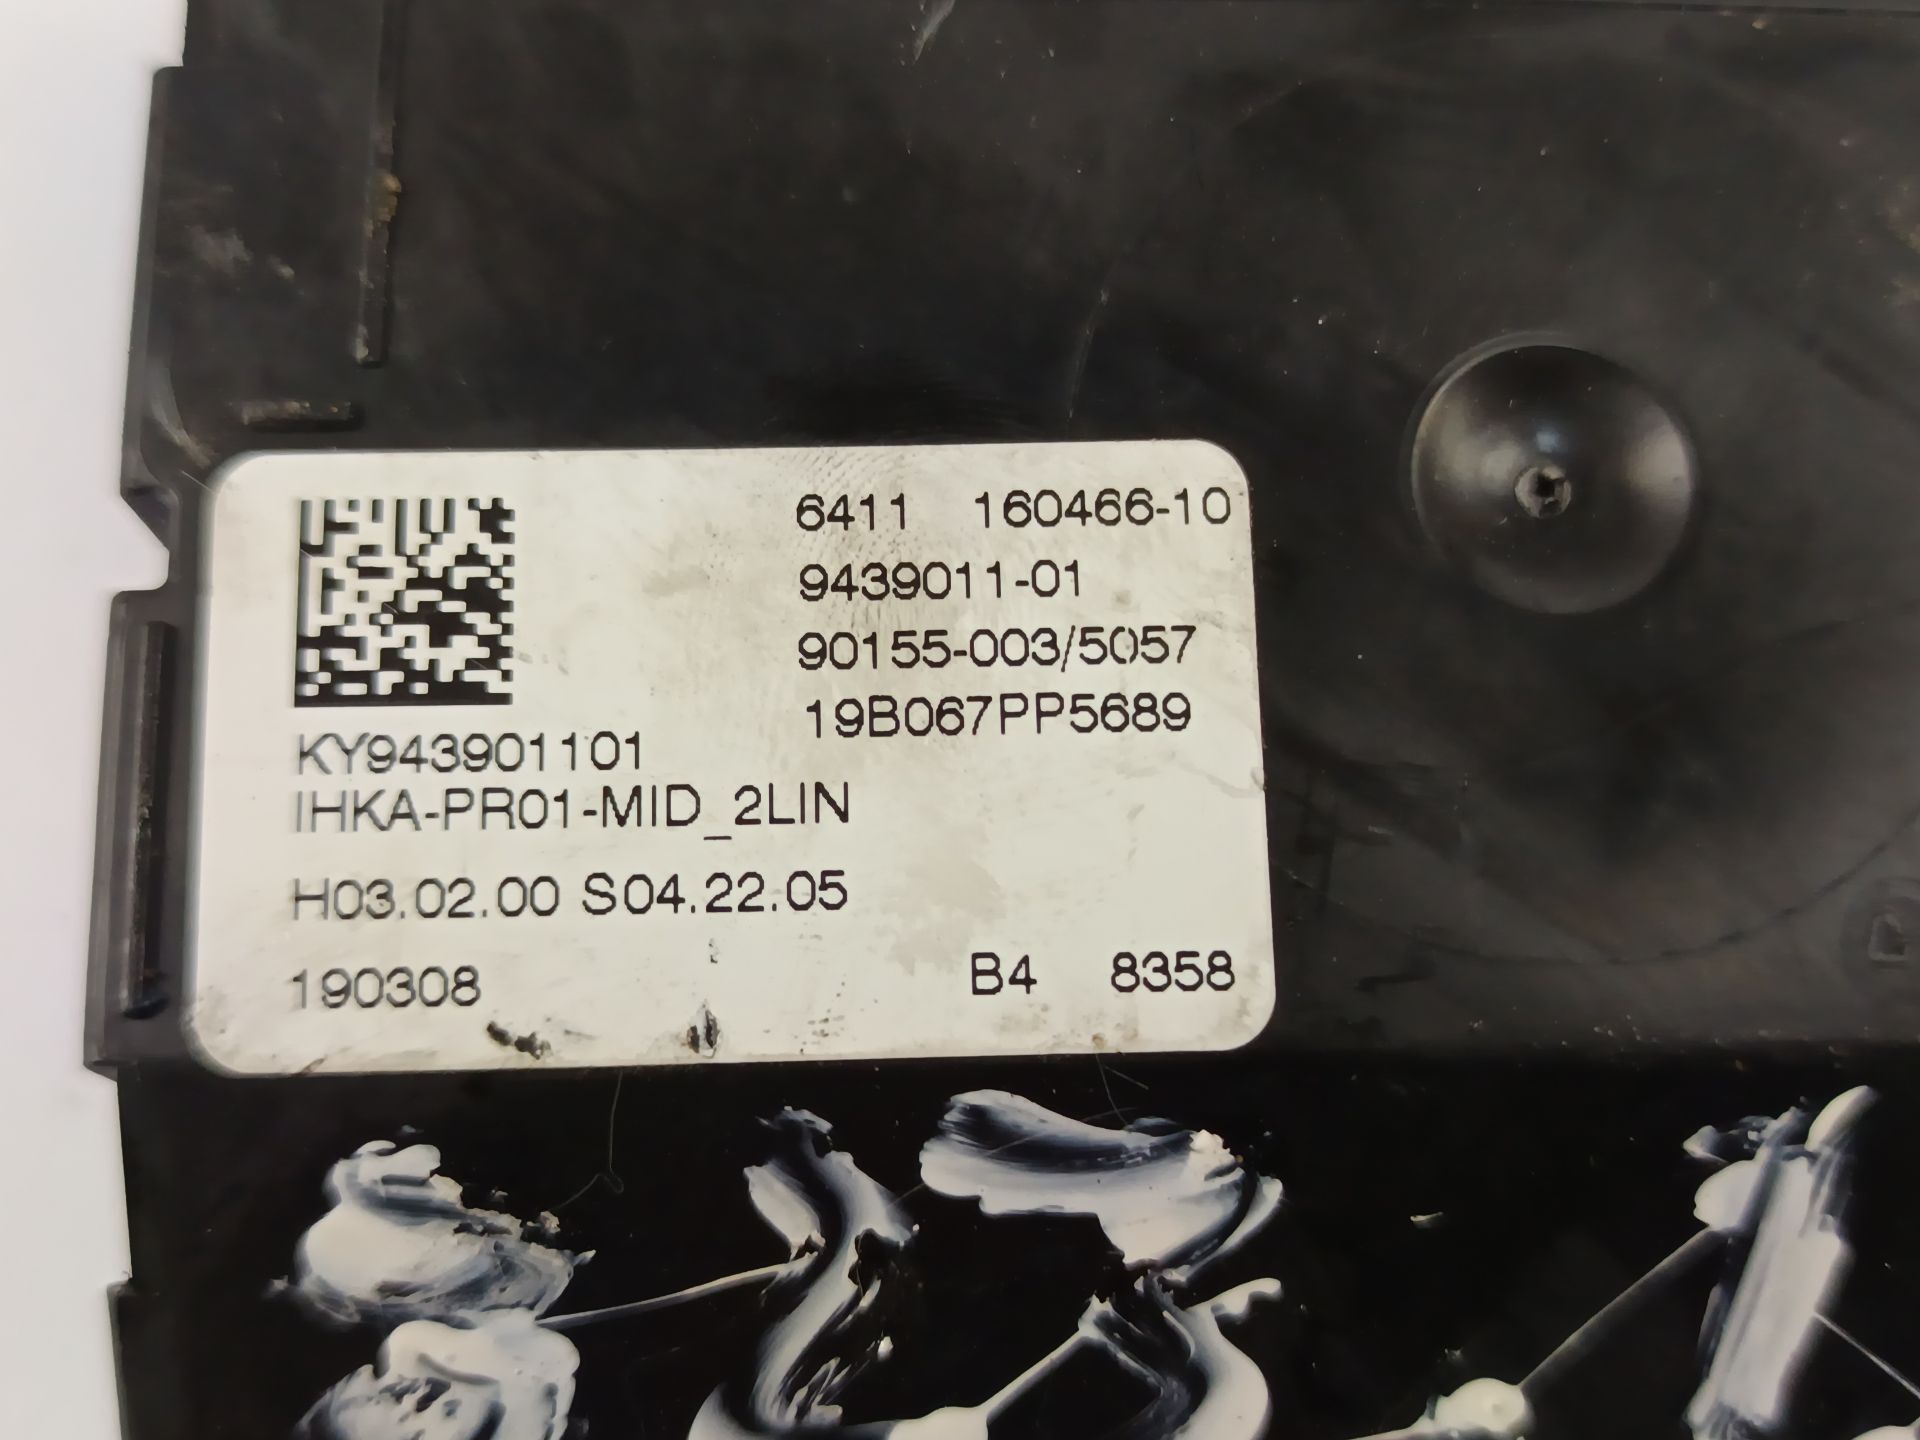 6411 160466-10
9439011-01
90155-003/5057
19B067PP5689
KY943901101
IHKA-PR01-MID_2LIN
H03.02.00 S04.22.05
190308 B4 8358